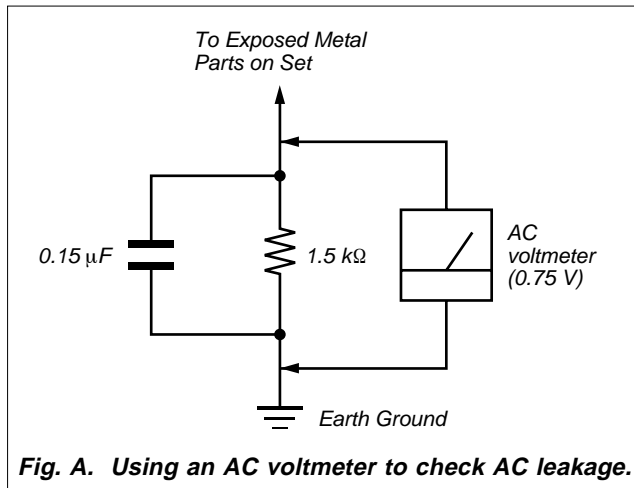 To Exposed Metal
Parts on Set
0.15 µF
1.5 kΩ
AC
voltmeter
(0.75 V)
Earth Ground
Fig. A. Using an AC voltmeter to check AC leakage.